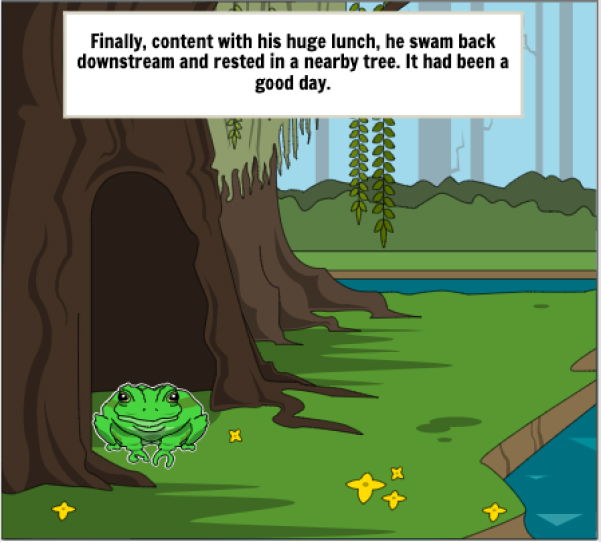 Finally, content with his huge lunch, he swam back
downstream and rested in a nearby tree. It had been a
good day.